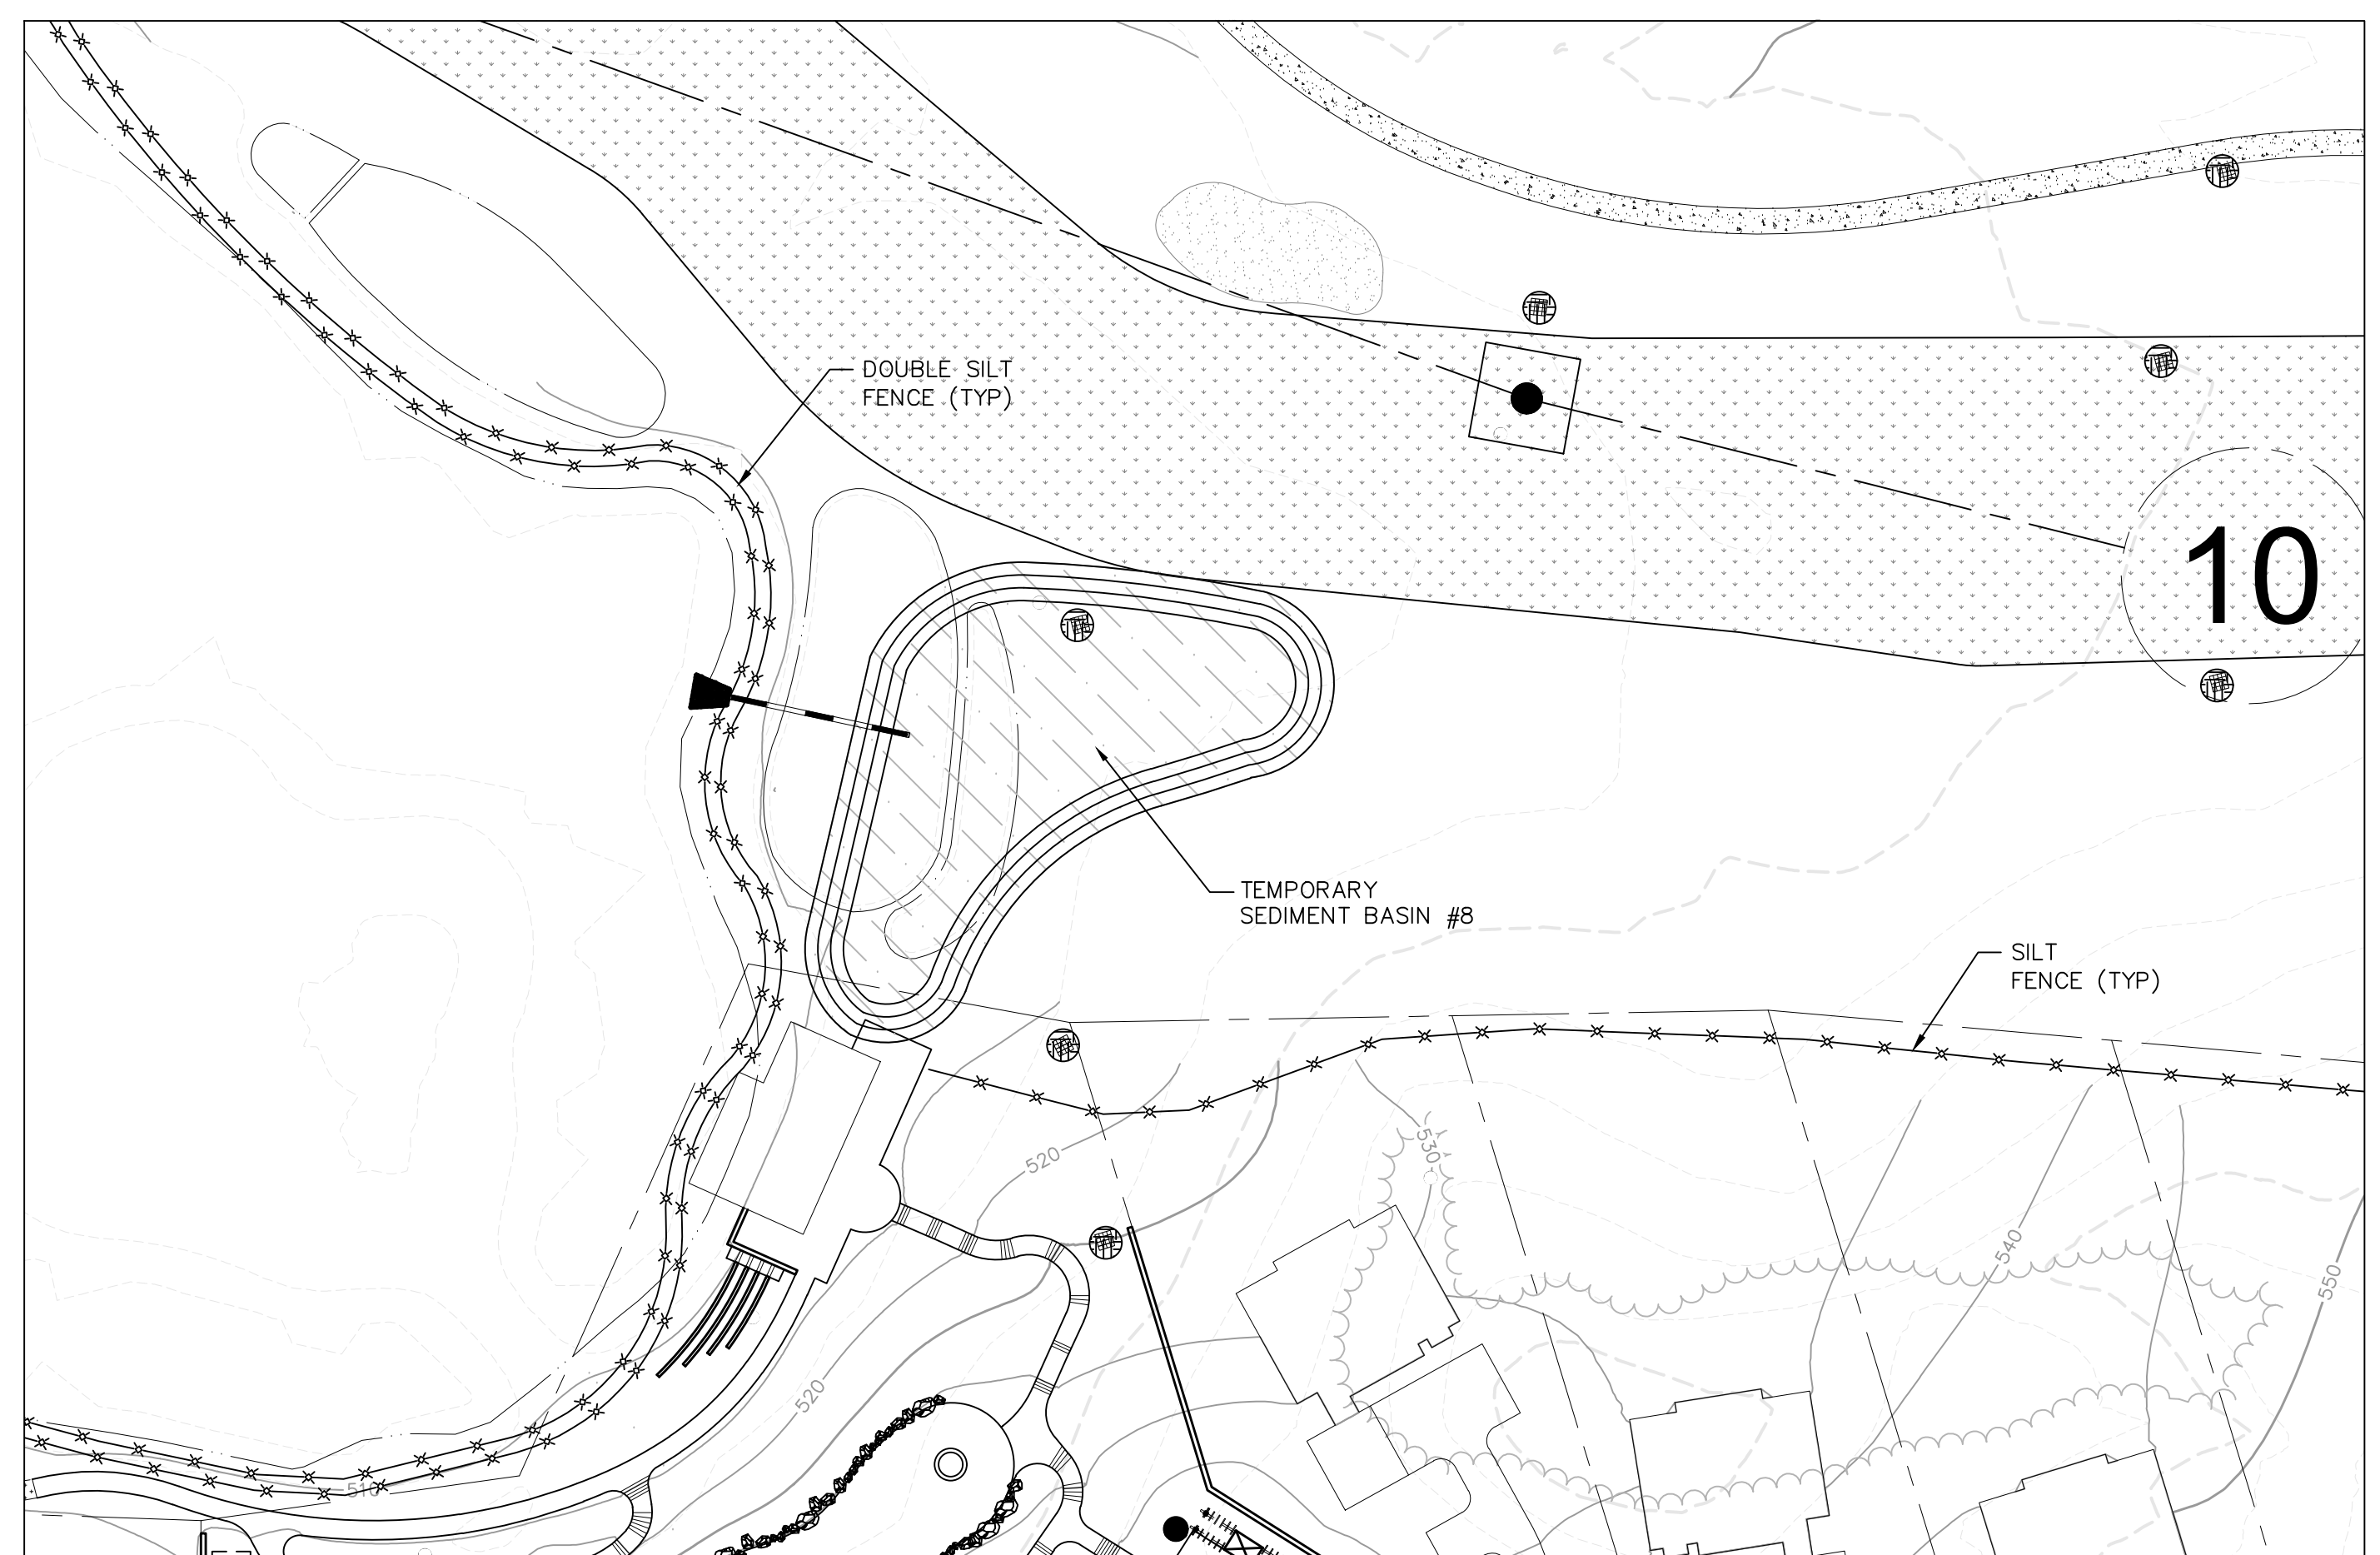 DOUBLE SILT
FENCE (TYP)
10
TEMPORARY
SEDIMENT BASIN #8
SILT
FENCE (TYP)
520
530
540
550
520
510